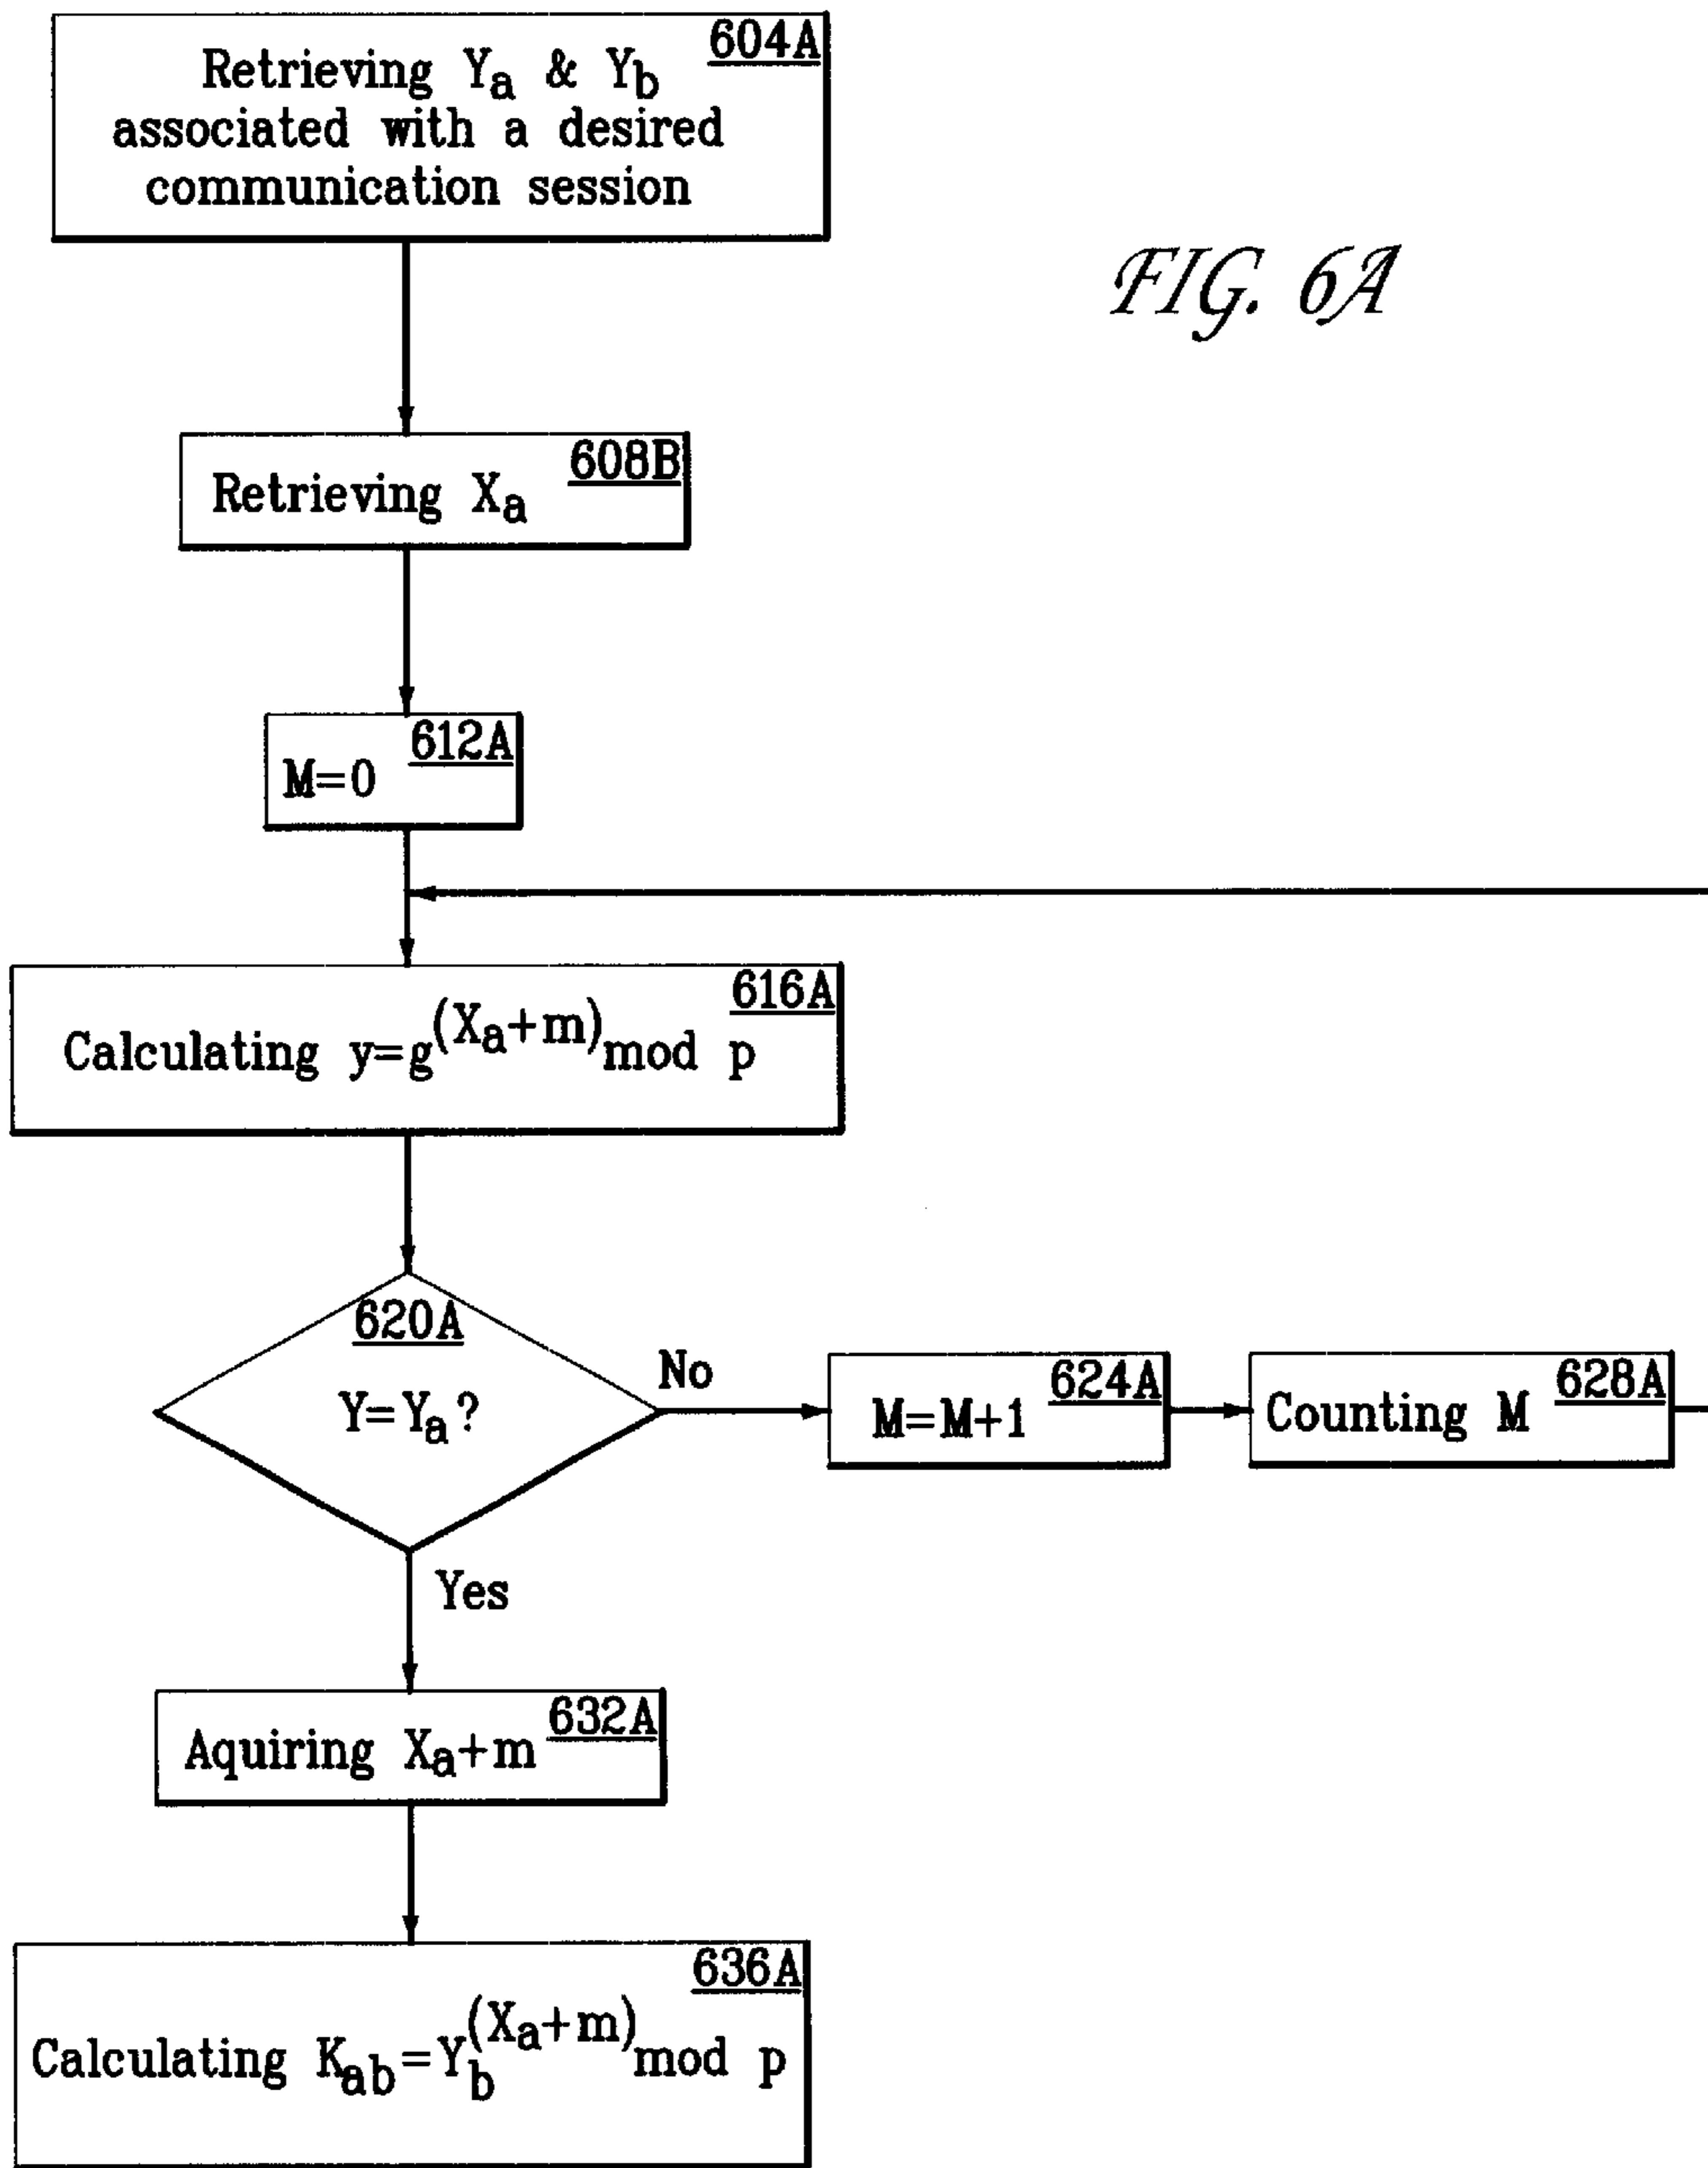 604A
Retrieving Ya & Yb
associated with a desired
communication session
FIG. 6A
608B
Retrieving Xa
612A
M=0
616A
Calculating y=g(Xa+m)mod p
620A
Y=Ya?
No
624A
M=M+1
628A
Counting M
Yes
632A
Aquiring Xa+m
636A
Calculating Kab=Yb(Xa+m)mod p